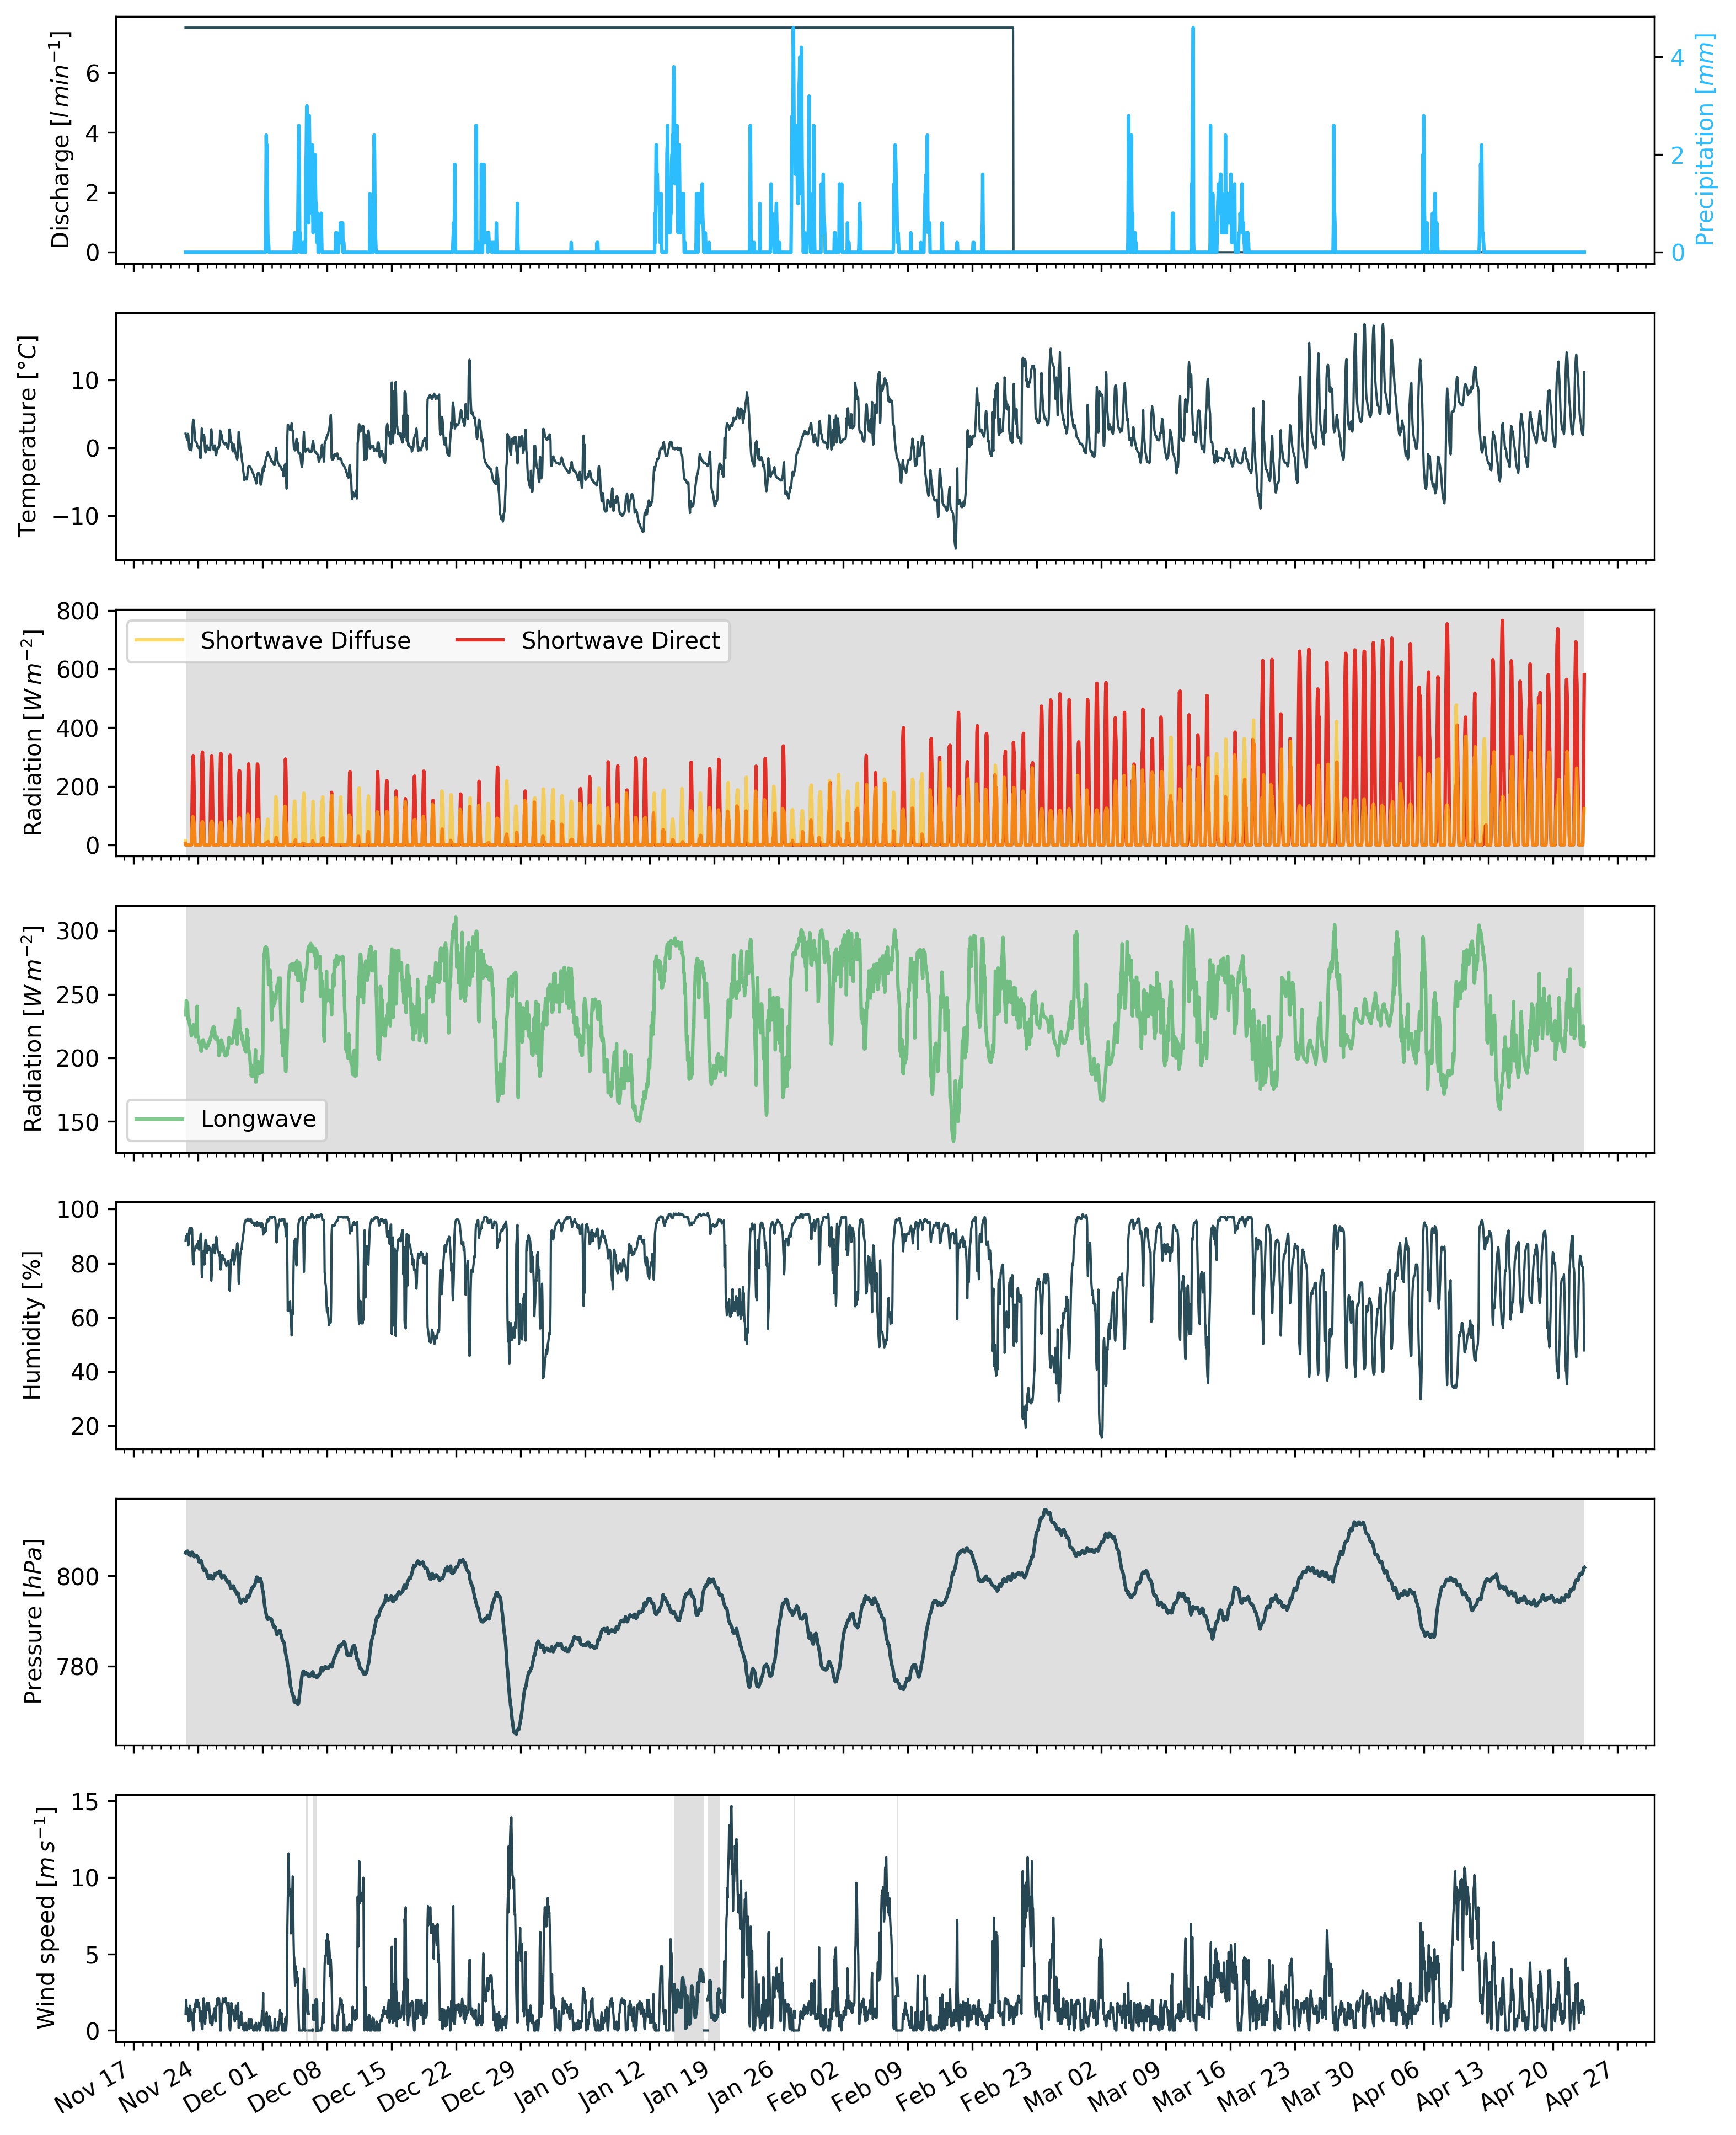 Discharge [l min⁻¹]
6
4
2
0
4
2
0
Precipitation [mm]
Temperature [°C]
10
0
−10
Radiation [W m⁻²]
800
600
400
200
0
Shortwave Diffuse
Shortwave Direct
Radiation [W m⁻²]
300
250
200
150
Longwave
Humidity [%]
100
80
60
40
20
Pressure [hPa]
800
780
Wind speed [m s⁻¹]
15
10
5
0
Nov 17
Nov 24
Dec 01
Dec 08
Dec 15
Dec 22
Dec 29
Jan 05
Jan 12
Jan 19
Jan 26
Feb 02
Feb 09
Feb 16
Feb 23
Mar 02
Mar 09
Mar 16
Mar 23
Mar 30
Apr 06
Apr 13
Apr 20
Apr 27